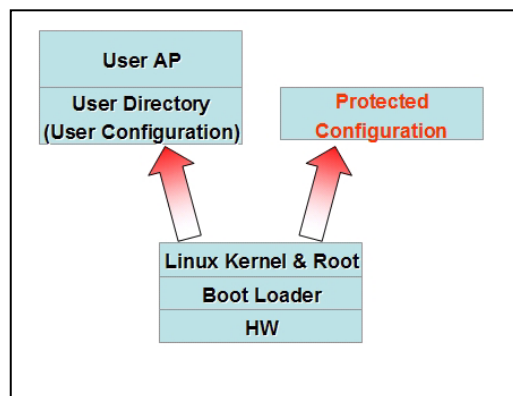 User AP
User Directory
(User Configuration)
Protected
Configuration
Linux Kernel & Root
Boot Loader
HW